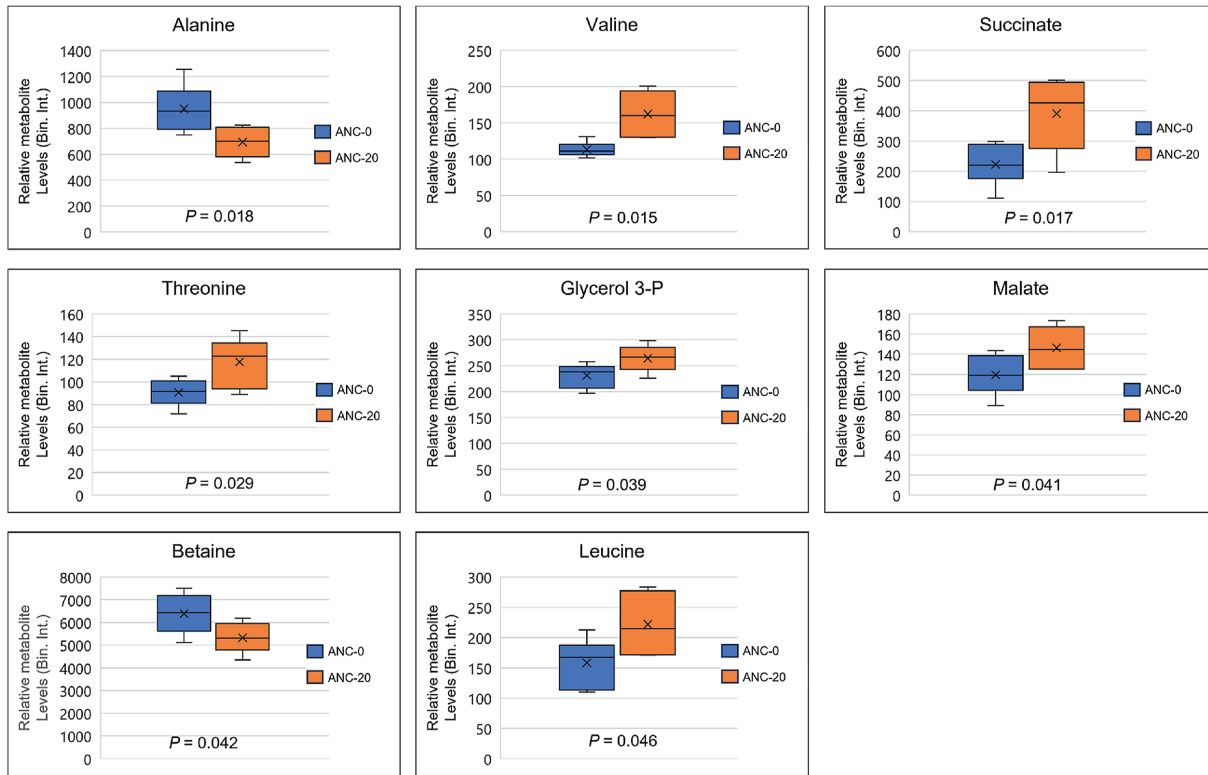 Alanine
Relative metabolite
Levels (Bin. Int.)
1400
1200
1000
800
600
400
200
0
P = 0.018
ANC-0
ANC-20
Valine
Relative metabolite
Levels (Bin. Int.)
250
200
150
100
50
0
P = 0.015
ANC-0
ANC-20
Succinate
Relative metabolite
Levels (Bin. Int.)
600
500
400
300
200
100
0
P = 0.017
ANC-0
ANC-20
Threonine
Relative metabolite
Levels (Bin. Int.)
160
140
120
100
80
60
40
20
0
P = 0.029
ANC-0
ANC-20
Glycerol 3-P
Relative metabolite
Levels (Bin. Int.)
350
300
250
200
150
100
50
0
P = 0.039
ANC-0
ANC-20
Malate
Relative metabolite
Levels (Bin. Int.)
180
160
140
120
100
80
60
40
20
0
P = 0.041
ANC-0
ANC-20
Betaine
Relative metabolite
Levels (Bin. Int.)
8000
7000
6000
5000
4000
3000
2000
1000
0
P = 0.042
ANC-0
ANC-20
Leucine
Relative metabolite
Levels (Bin. Int.)
300
250
200
150
100
50
0
P = 0.046
ANC-0
ANC-20